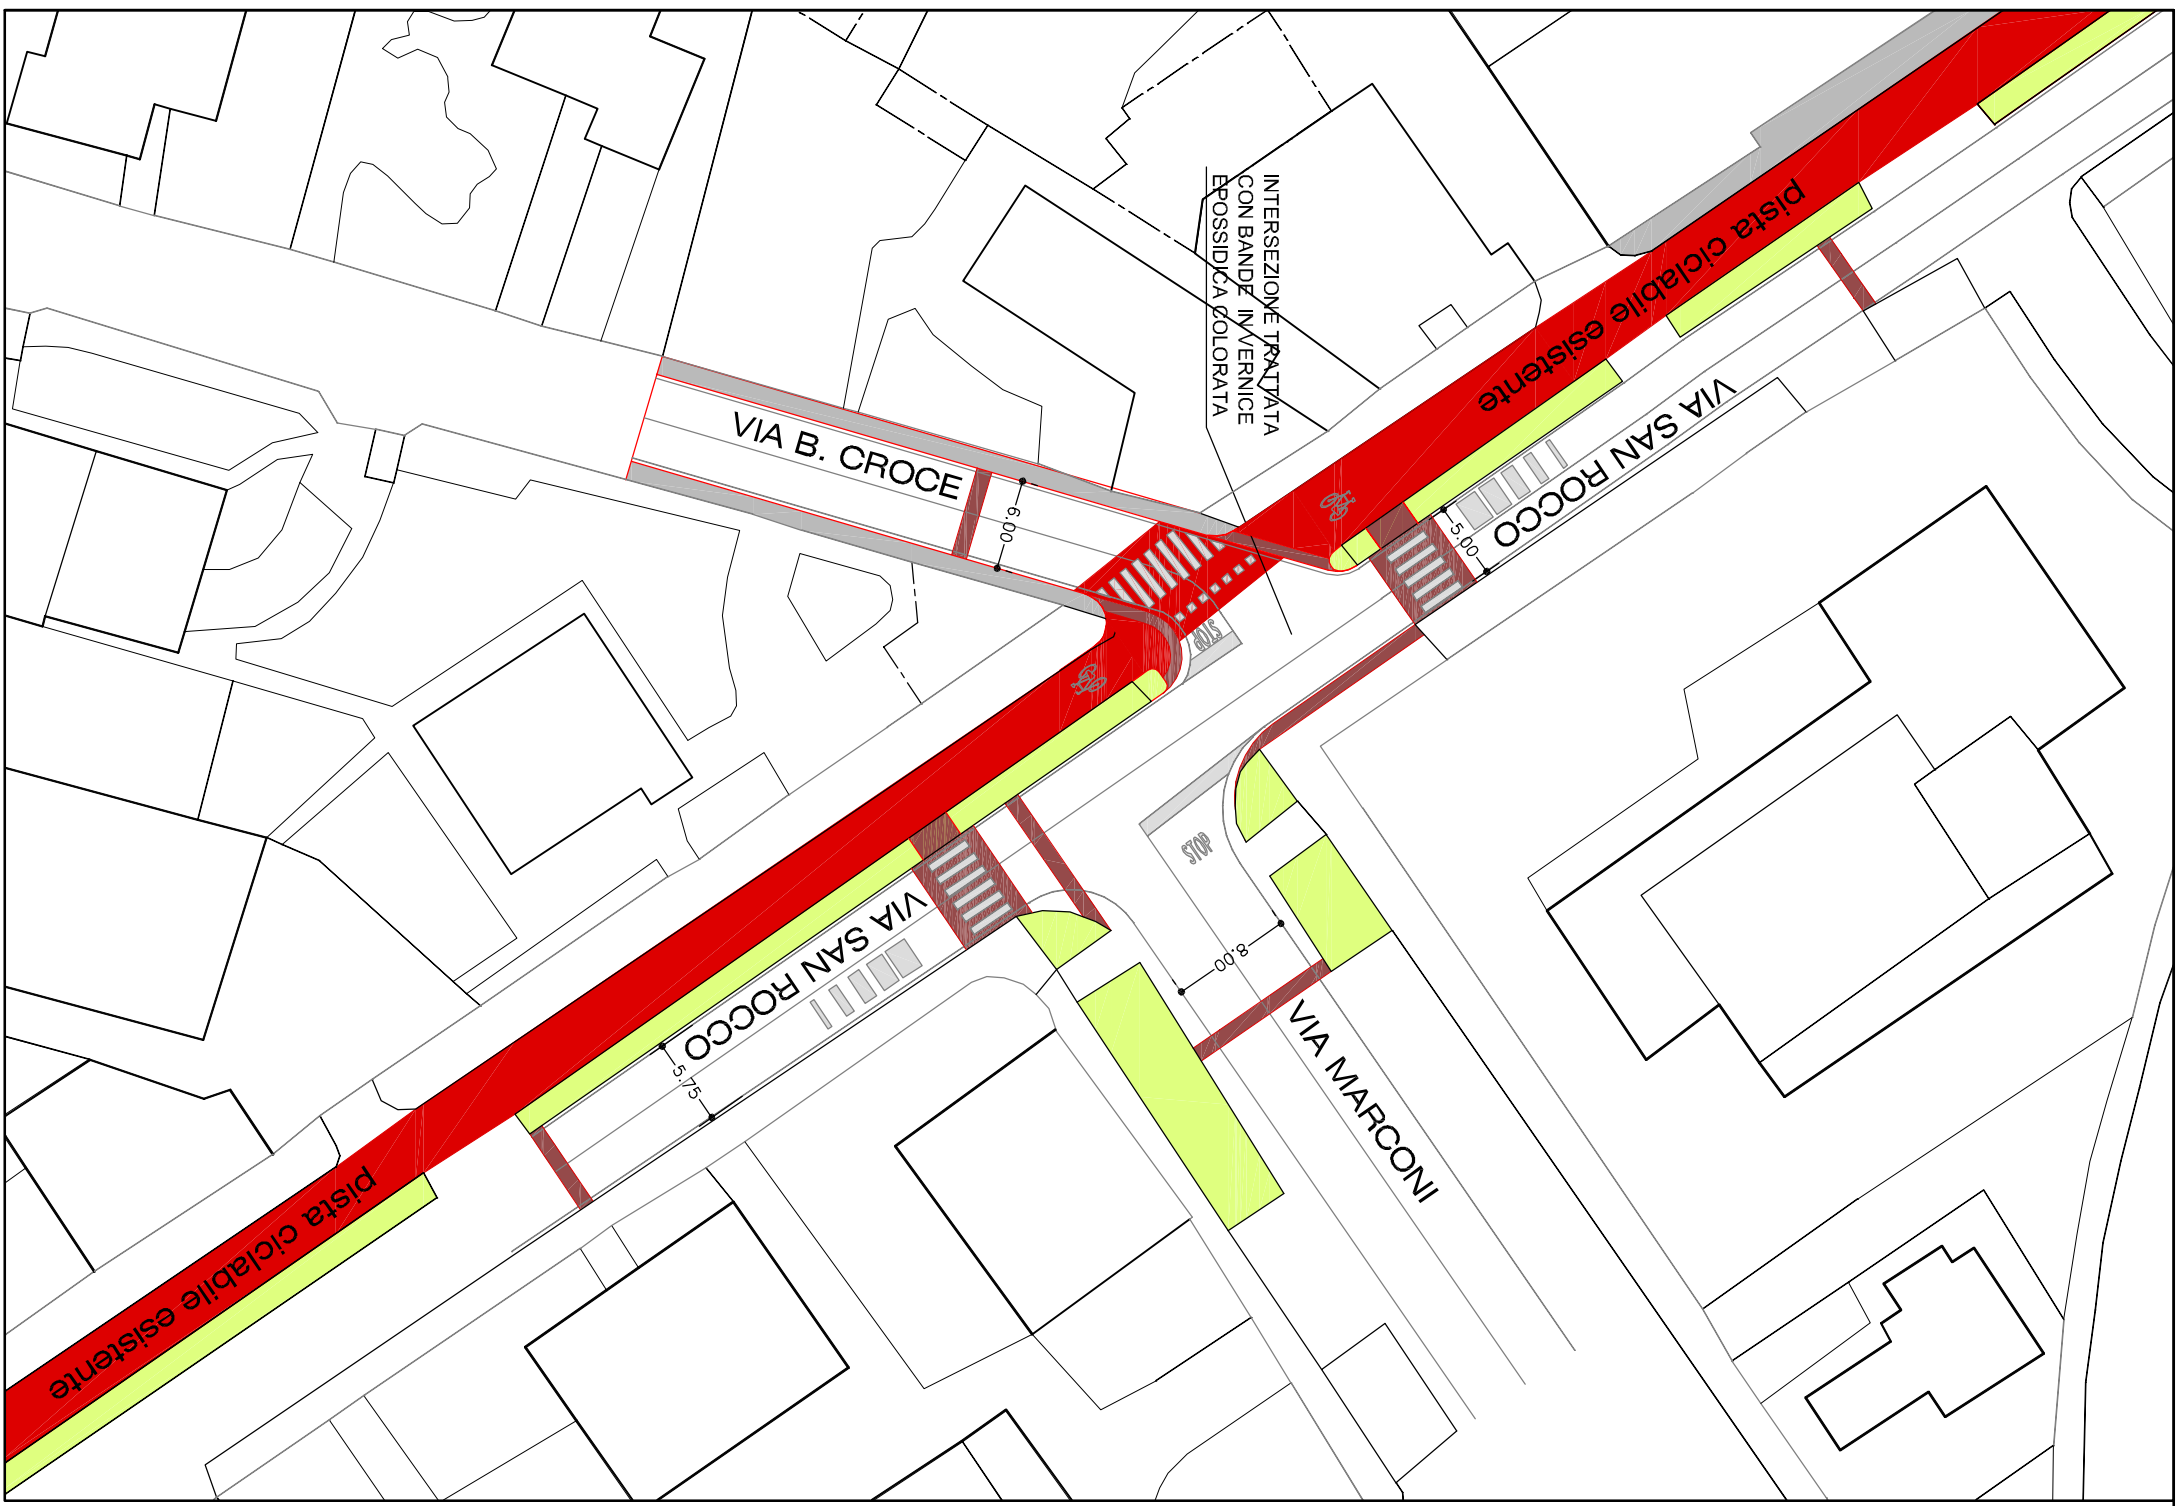 INTERSEZIONE TRATTATA
CON BANDE IN VERNICE
EPOSSIDICA COLORATA
pista ciclabile esistente
VIA SAN ROCCO
5.00
VIA B. CROCE
6.00
STOP
STOP
8.00
VIA MARCONI
VIA SAN ROCCO
5.75
pista ciclabile esistente